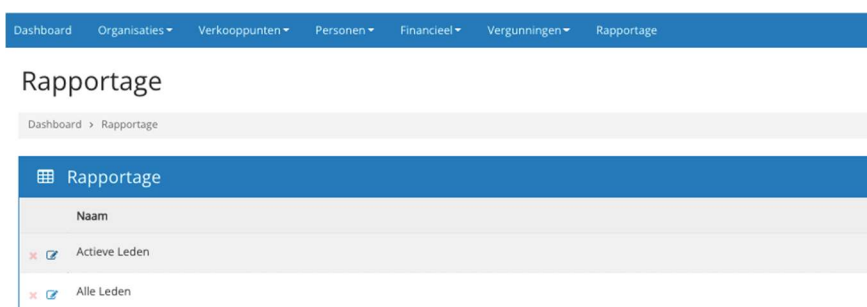 Dashboard Organisaties Verkooppunten Personen Financieel Vergunningen Rapportage
Rapportage
Dashboard > Rapportage
Rapportage
Naam
Actieve Leden
Alle Leden